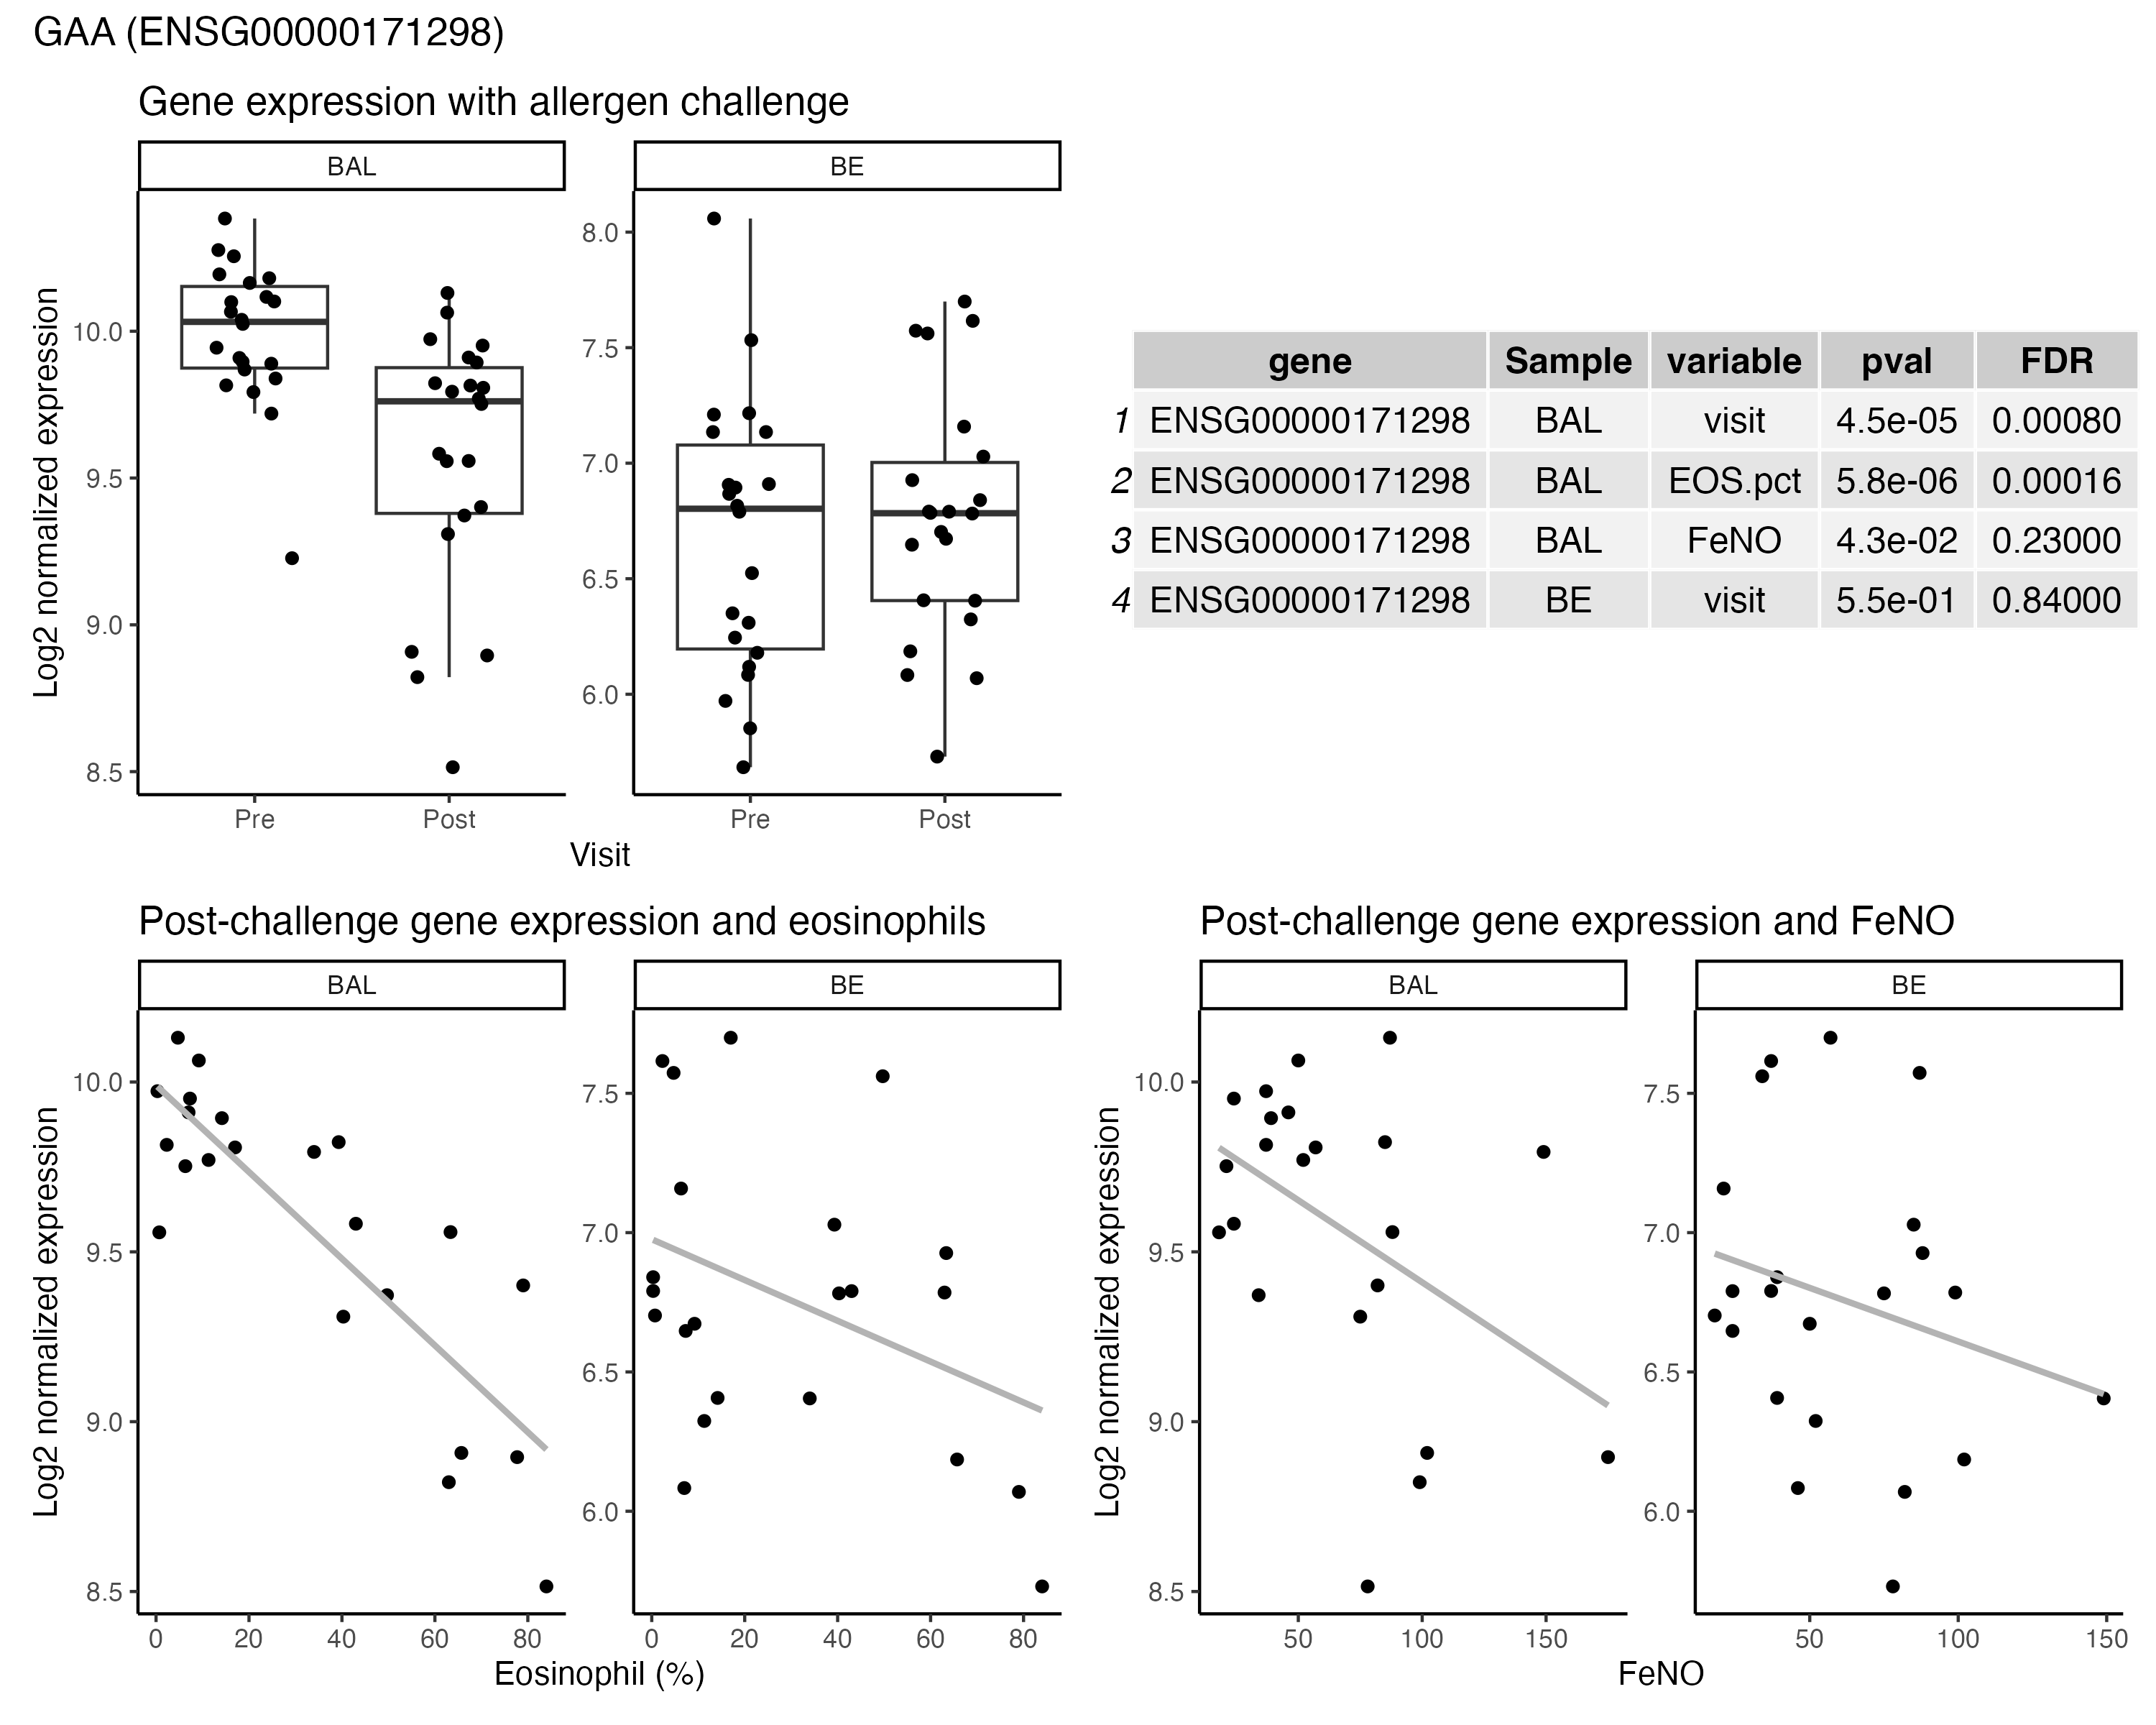 GAA (ENSG00000171298)
Gene expression with allergen challenge
BAL
BE
Log2 normalized expression
10.0
9.5
9.0
8.5
8.0
7.5
7.0
6.5
6.0
Pre
Post
Pre
Post
Visit
gene Sample variable pval FDR
1 ENSG00000171298 BAL visit 4.5e-05 0.00080
2 ENSG00000171298 BAL EOS.pct 5.8e-06 0.00016
3 ENSG00000171298 BAL FeNO 4.3e-02 0.23000
4 ENSG00000171298 BE visit 5.5e-01 0.84000
Post-challenge gene expression and eosinophils
BAL
BE
Log2 normalized expression
10.0
9.5
9.0
8.5
7.5
7.0
6.5
6.0
0 20 40 60 80
0 20 40 60 80
Eosinophil (%)
Post-challenge gene expression and FeNO
BAL
BE
Log2 normalized expression
10.0
9.5
9.0
8.5
7.5
7.0
6.5
6.0
50 100 150
50 100 150
FeNO